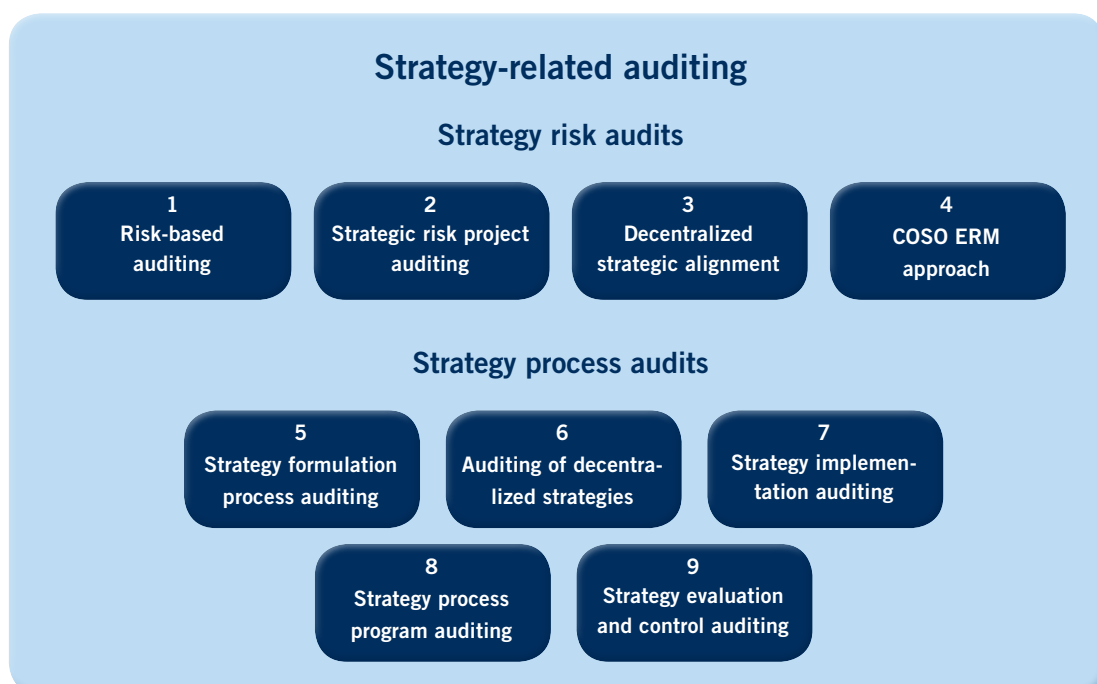 Strategy-related auditing
Strategy risk audits
1
Risk-based
auditing
2
Strategic risk project
auditing
3
Decentralized
strategic alignment
4
COSO ERM
approach
Strategy process audits
5
Strategy formulation
process auditing
6
Auditing of decentra-
lized strategies
7
Strategy implemen-
tation auditing
8
Strategy process
program auditing
9
Strategy evaluation
and control auditing